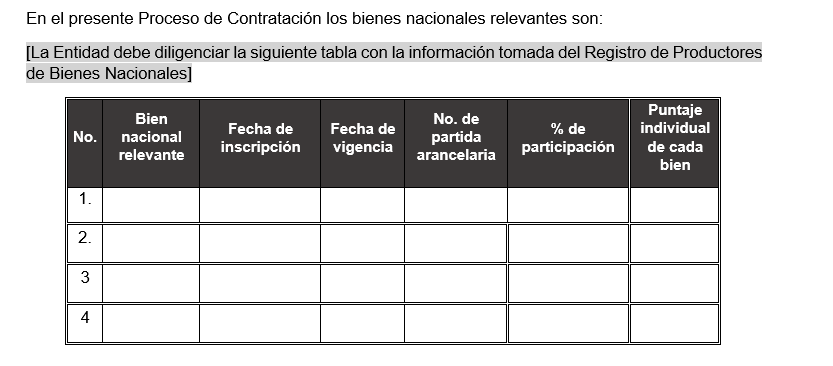 En el presente Proceso de Contratación los bienes nacionales relevantes son:
[La Entidad debe diligenciar la siguiente tabla con la información tomada del Registro de Productores
de Bienes Nacionales]
No. Bien nacional relevante Fecha de inscripción Fecha de vigencia No. de partida arancelaria % de participación Puntaje individual de cada bien
1.
2.
3
4